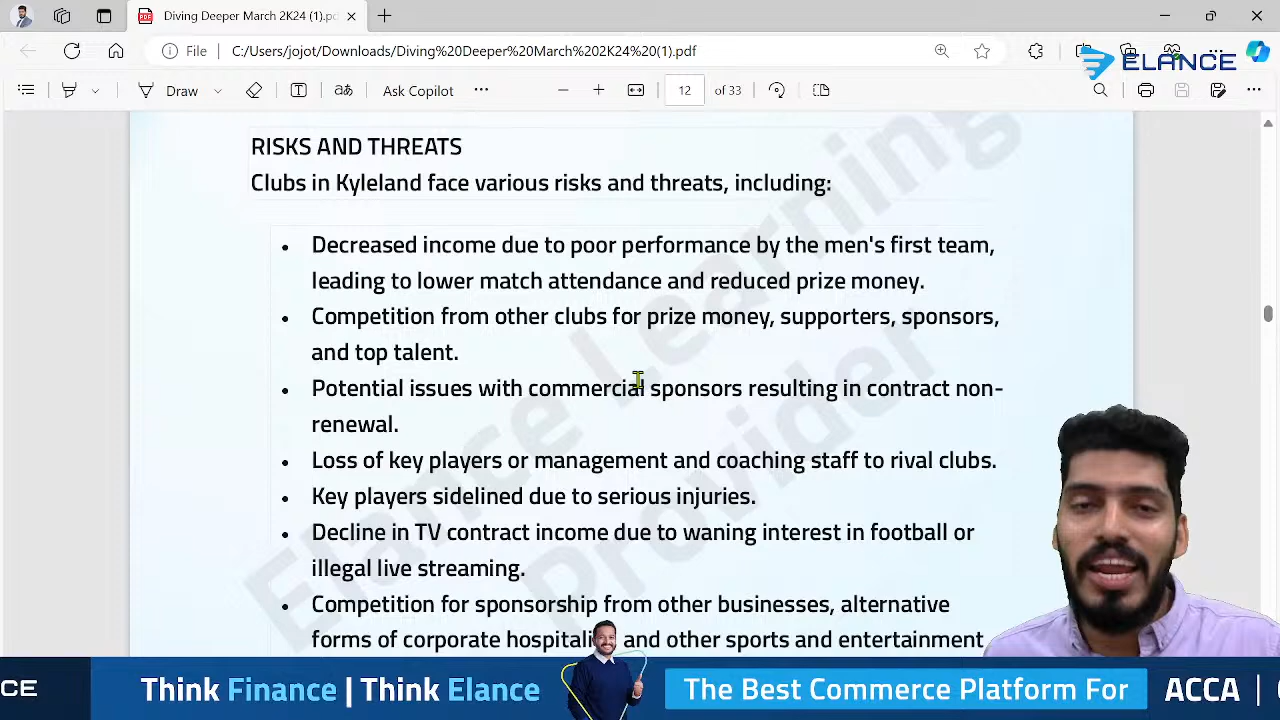 Diving Deeper March 2K24 (1).pd
File
C:/Users/jojot/Downloads/Diving%20Deeper%20March%202K24%20(1).pdf
ELANCE
Draw
Ask Copilot
12
of 33
RISKS AND THREATS
Clubs in Kyleland face various risks and threats, including:
• Decreased income due to poor performance by the men's first team,
leading to lower match attendance and reduced prize money.
• Competition from other clubs for prize money, supporters, sponsors,
and top talent.
• Potential issues with commercial sponsors resulting in contract non-
renewal.
• Loss of key players or management and coaching staff to rival clubs.
• Key players sidelined due to serious injuries.
• Decline in TV contract income due to waning interest in football or
illegal live streaming.
• Competition for sponsorship from other businesses, alternative
forms of corporate and other sports and entertainment
Elance Learning
Provider
CE
Think Finance | Think Elance
The Best Commerce Platform For
ACCA |